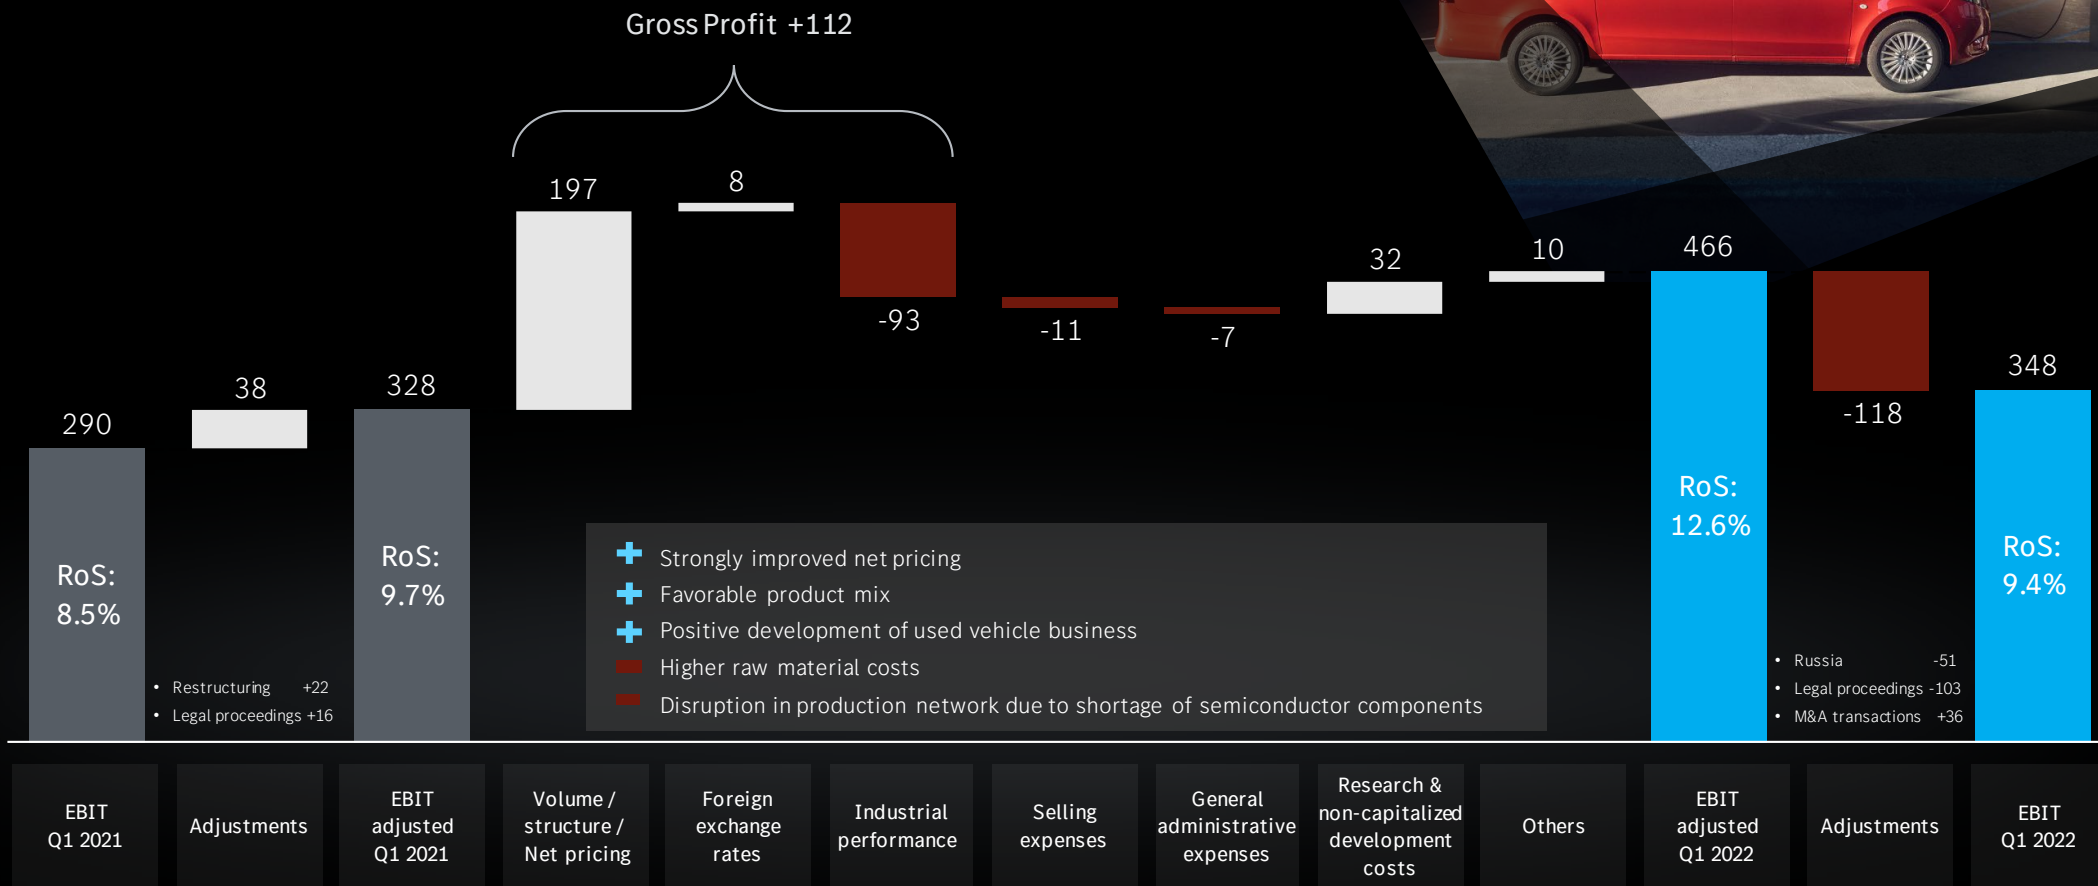 Gross Profit +112
197
8
-93
-11
-7
32
10
466
-118
348
290
38
328
RoS:
8.5%
RoS:
9.7%
RoS:
12.6%
RoS:
9.4%
• Restructuring +22
• Legal proceedings +16
Strongly improved net pricing
Favorable product mix
Positive development of used vehicle business
Higher raw material costs
Disruption in production network due to shortage of semiconductor components
• Russia -51
• Legal proceedings -103
• M&A transactions +36
EBIT
Q1 2021
Adjustments
EBIT
adjusted
Q1 2021
Volume /
structure /
Net pricing
Foreign
exchange
rates
Industrial
performance
Selling
expenses
General
administrative
expenses
Research &
non-capitalized
development
costs
Others
EBIT
adjusted
Q1 2022
Adjustments
EBIT
Q1 2022